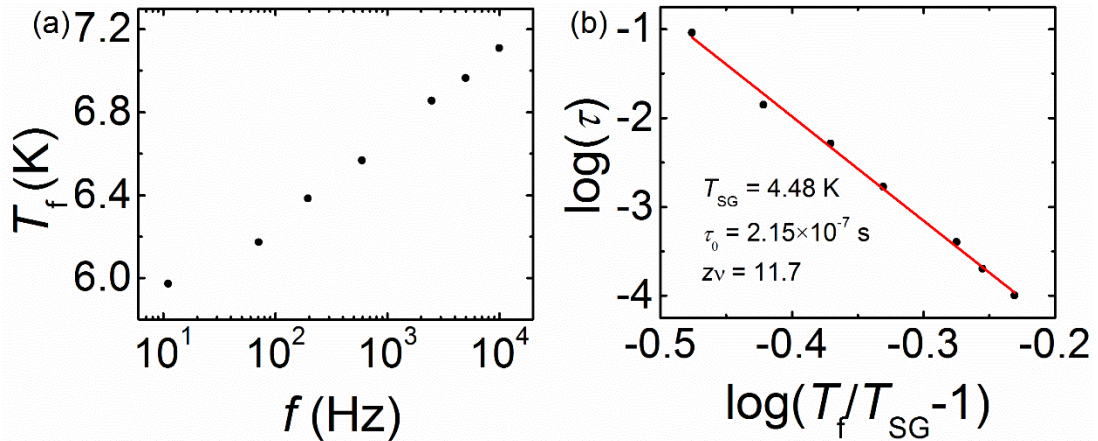 (a)
7.2
6.8
6.4
6.0
T_f (K)
10^1 10^2 10^3 10^4
f (Hz)
(b)
-1
-2
-3
-4
log(τ)
T_SG = 4.48 K
τ_0 = 2.15×10^-7 s
zν = 11.7
-0.5 -0.4 -0.3 -0.2
log(T_f/T_SG-1)